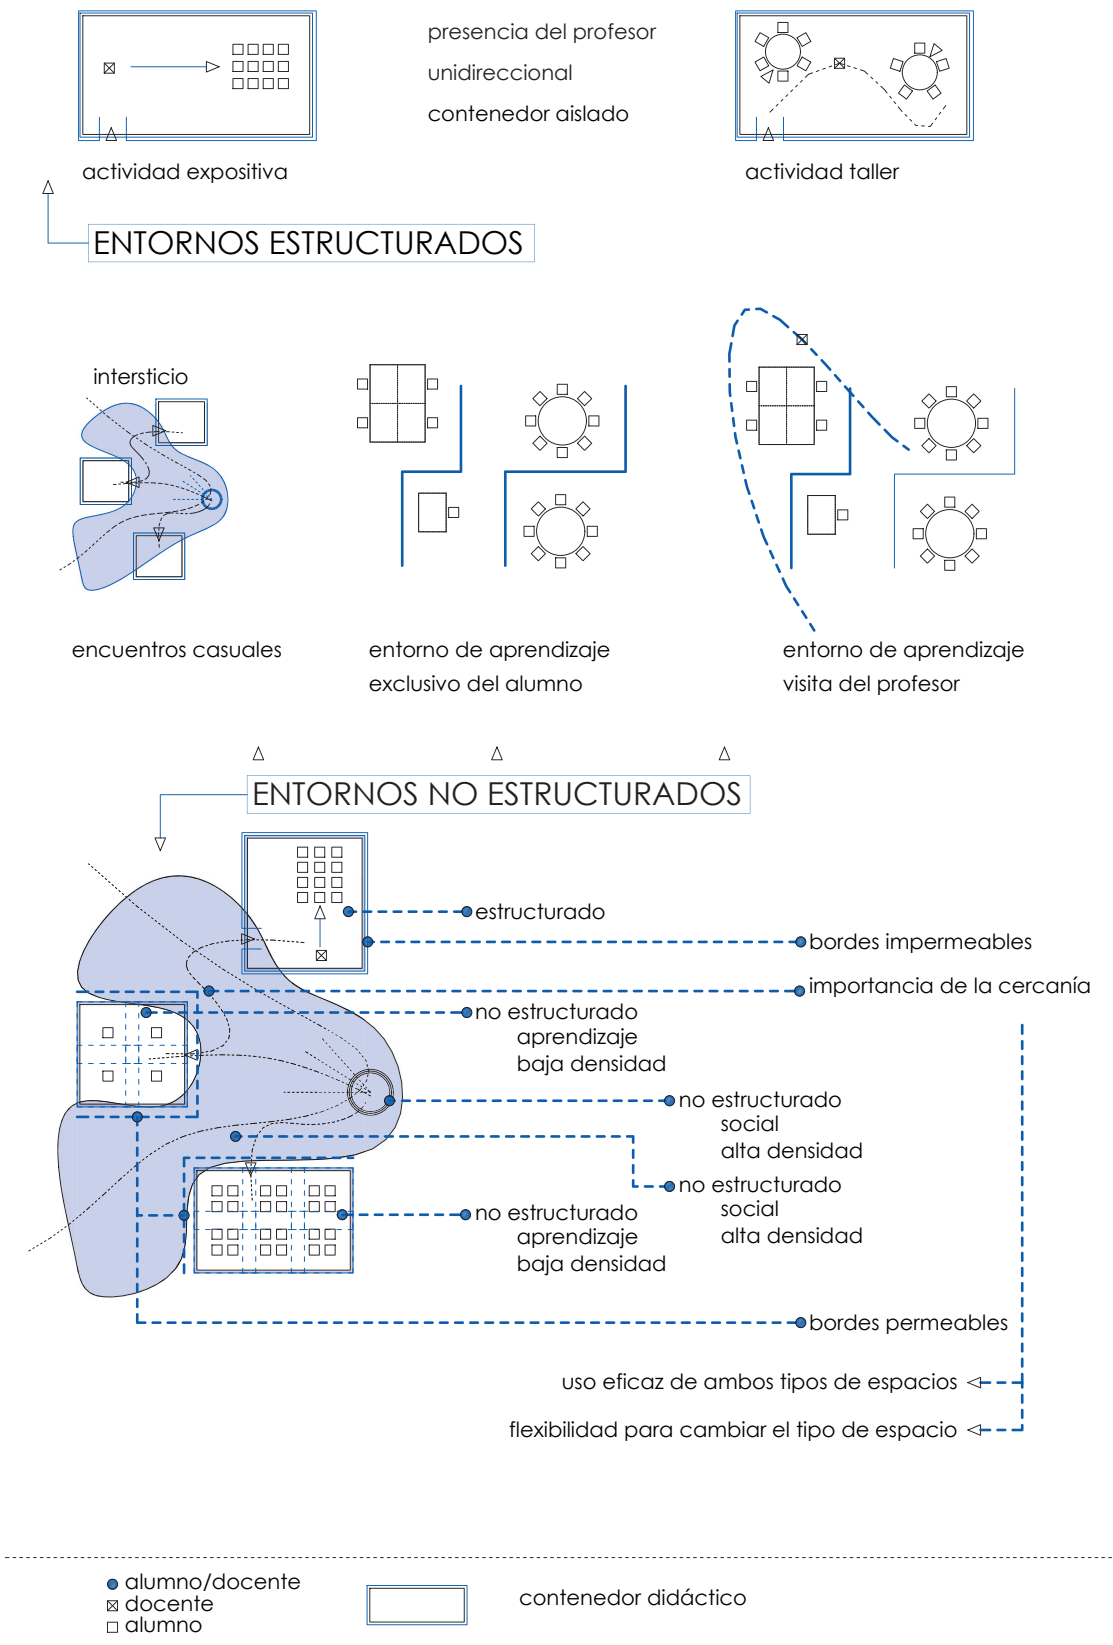 presencia del profesor
unidireccional
contenedor aislado
actividad expositiva
actividad taller
ENTORNOS ESTRUCTURADOS
intersticio
encuentros casuales
entorno de aprendizaje
exclusivo del alumno
entorno de aprendizaje
visita del profesor
ENTORNOS NO ESTRUCTURADOS
estructurado
bordes impermeables
importancia de la cercanía
no estructurado
aprendizaje
baja densidad
no estructurado
social
alta densidad
no estructurado
social
alta densidad
no estructurado
aprendizaje
baja densidad
bordes permeables
uso eficaz de ambos tipos de espacios
flexibilidad para cambiar el tipo de espacio
alumno/docente
docente
alumno
contenedor didáctico